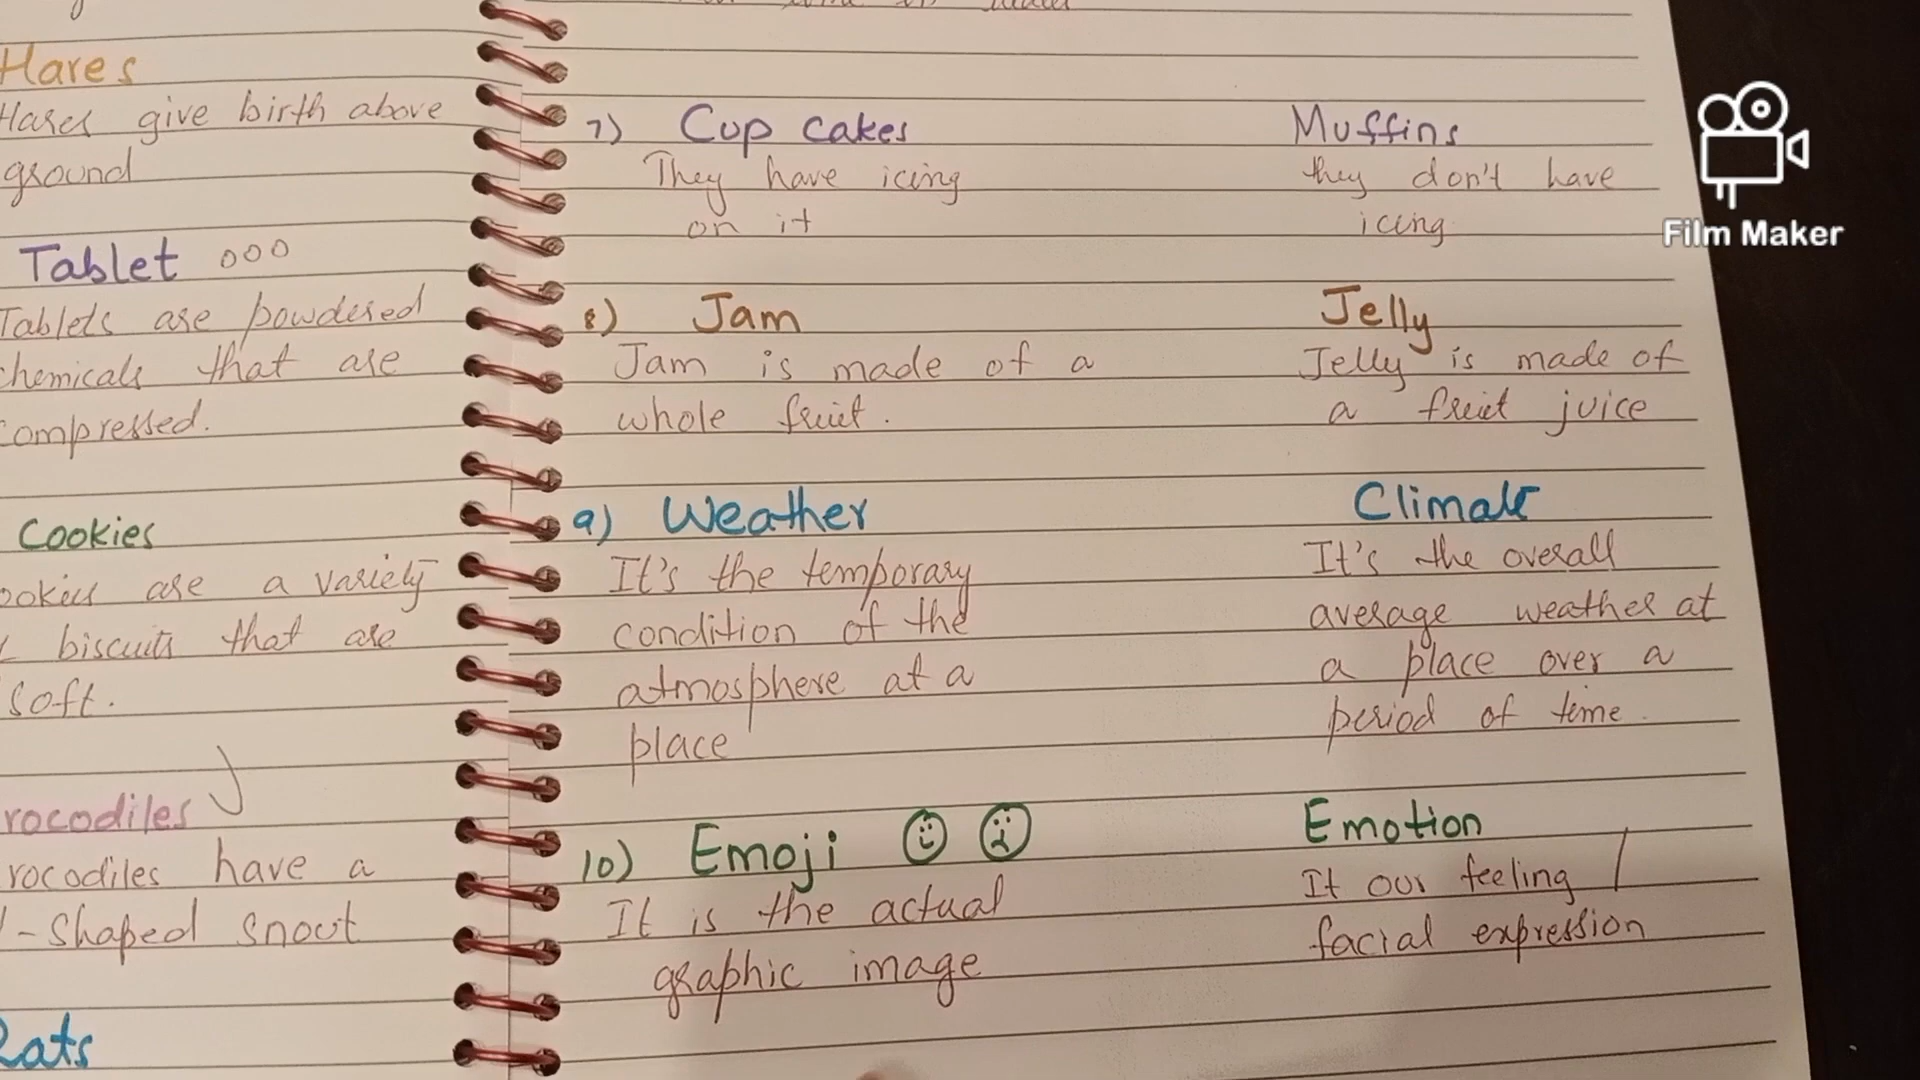 Hares
Hares give birth above
ground
Tablet
Tablets are powdered
chemicals that are
compressed.
Cookies
ookies are a variety
biscuits that are
soft.
rocodiles
rocodiles have a
-shaped snout
Rats
7) Cup cakes
They have icing
on it
8) Jam
Jam is made of a
whole fruit.
9) Weather
It's the temporary
condition of the
atmosphere at a
place
10) Emoji
It is the actual
graphic image
Muffins
they don't have
icing
Jelly
Jelly is made of
a fruit juice
Climate
It's the overall
average weather at
a place over a
period of time.
Emotion
It our feeling /
facial expression
Film Maker